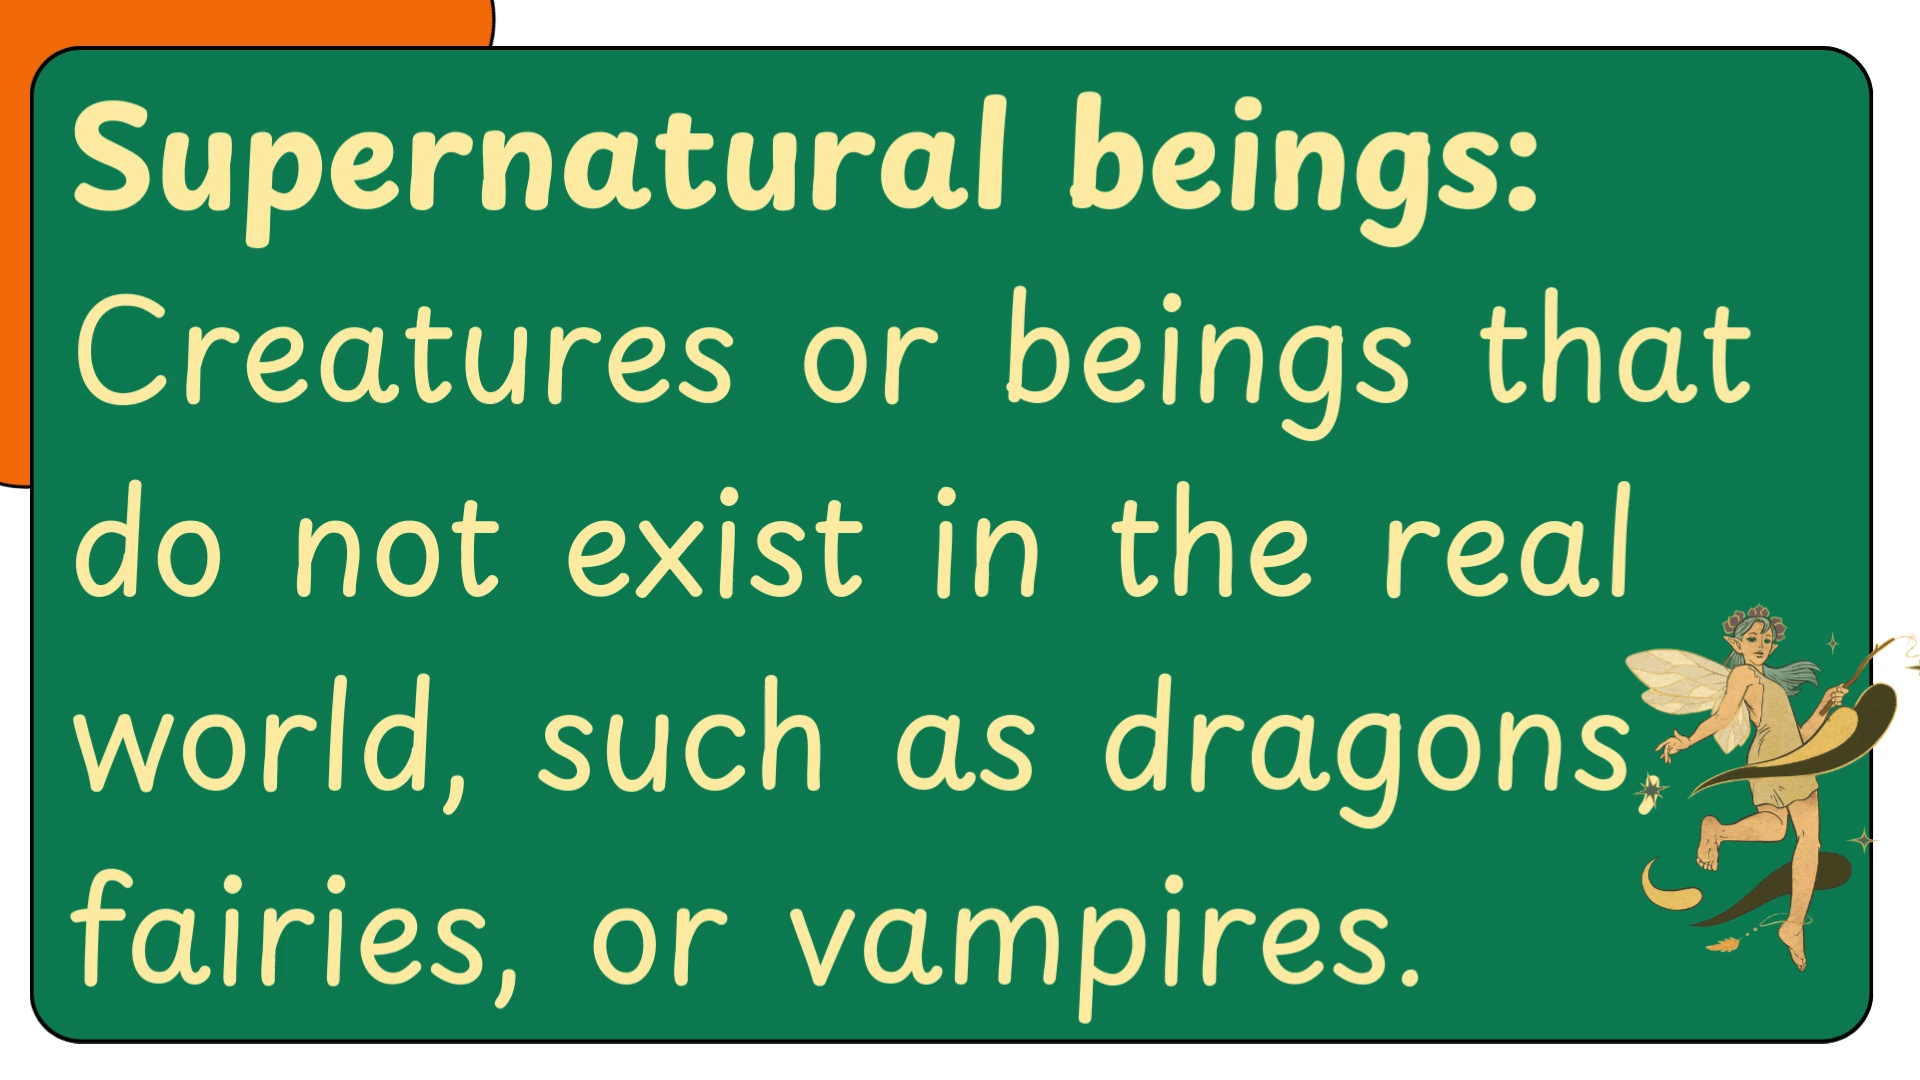 Supernatural beings:
Creatures or beings that
do not exist in the real
world, such as dragons,
fairies, or vampires.